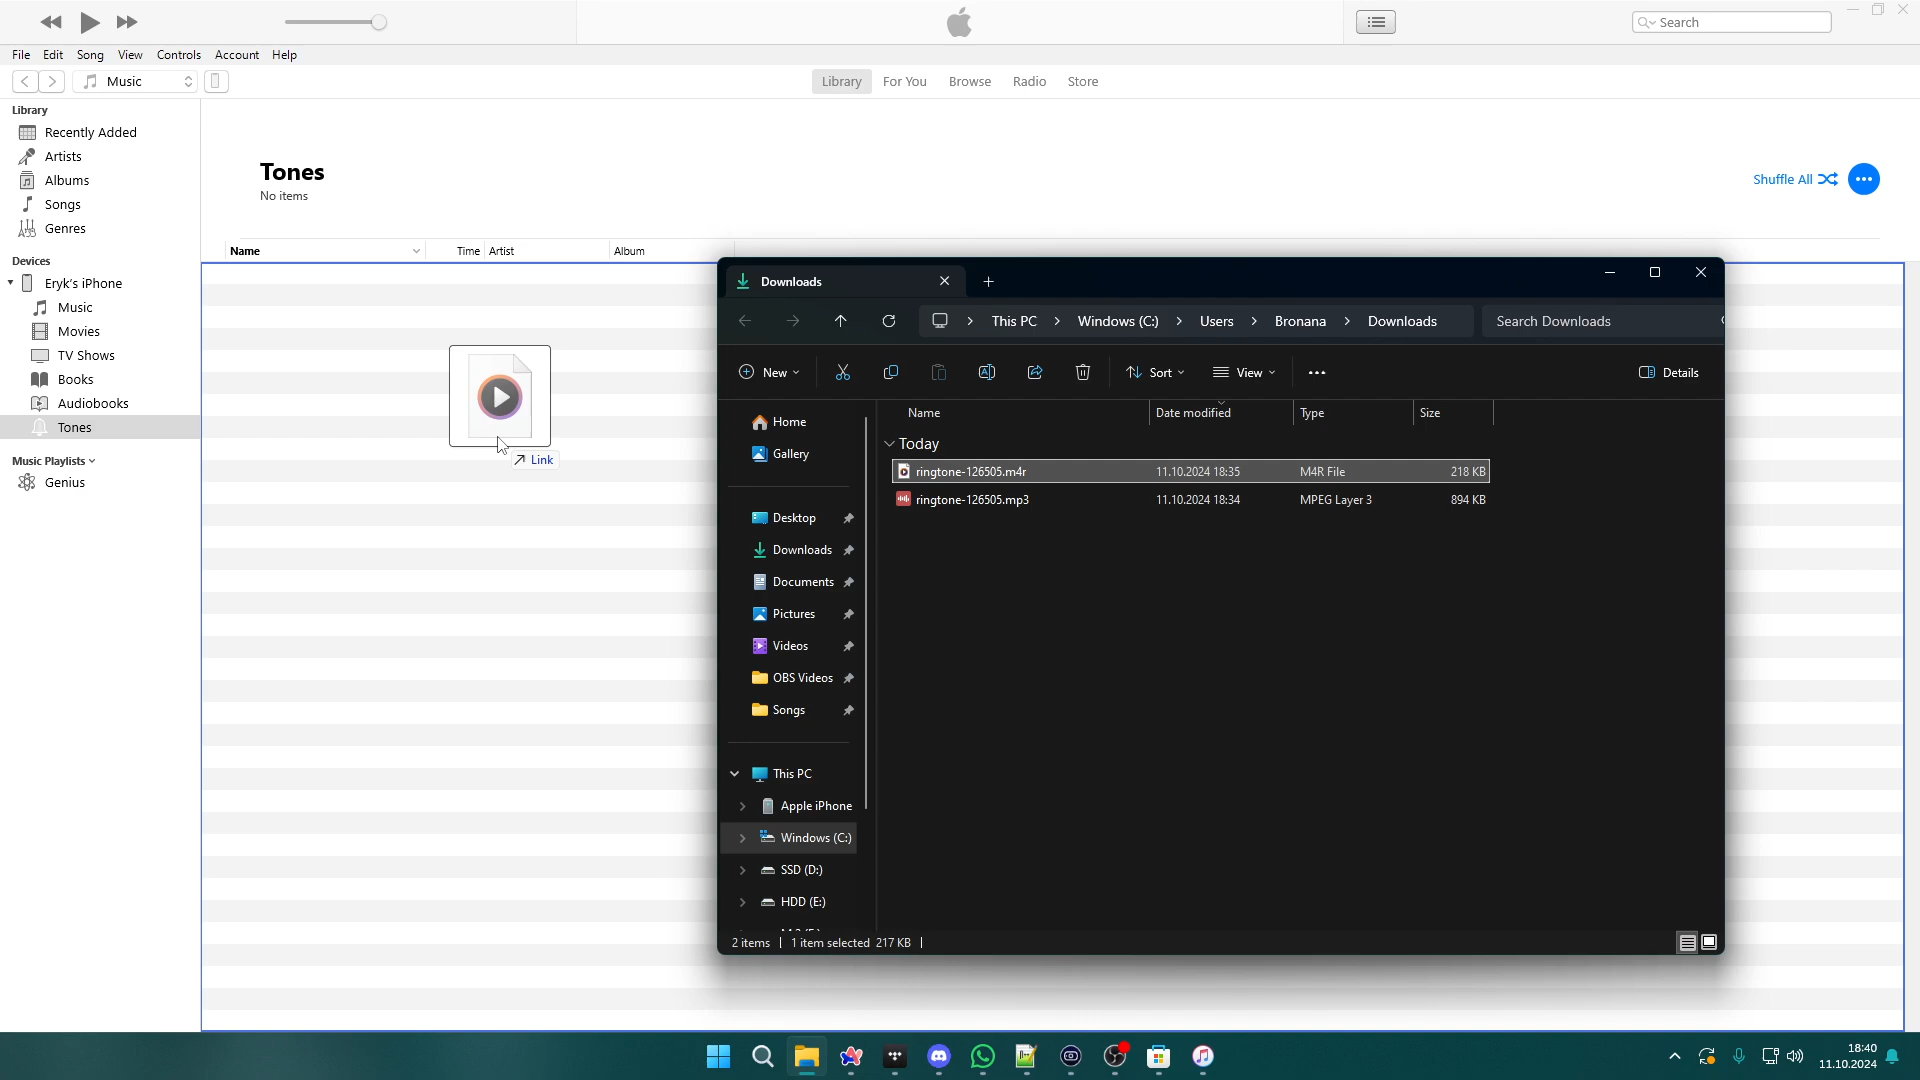 Search
File Edit Song View Controls Account Help
Music
Library For You Browse Radio Store
Library
Recently Added
Artists
Albums
Songs
Genres
Devices
Eryk's iPhone
Music
Movies
TV Shows
Books
Audiobooks
Tones
Music Playlists
Genius
Tones
No items
Shuffle All
Name Time Artist Album
Link
Downloads
This PC > Windows (C:) > Users > Bronana > Downloads
Search Downloads
New Sort View Details
Home
Gallery
Desktop
Downloads
Documents
Pictures
Videos
OBS Videos
Songs
This PC
Apple iPhone
Windows (C:)
SSD (D:)
HDD (E:)
Name Date modified Type Size
Today
ringtone-126505.m4r 11.10.2024 18:35 M4R File 218 KB
ringtone-126505.mp3 11.10.2024 18:34 MPEG Layer 3 894 KB
2 items 1 item selected 217 KB
18:40
11.10.2024